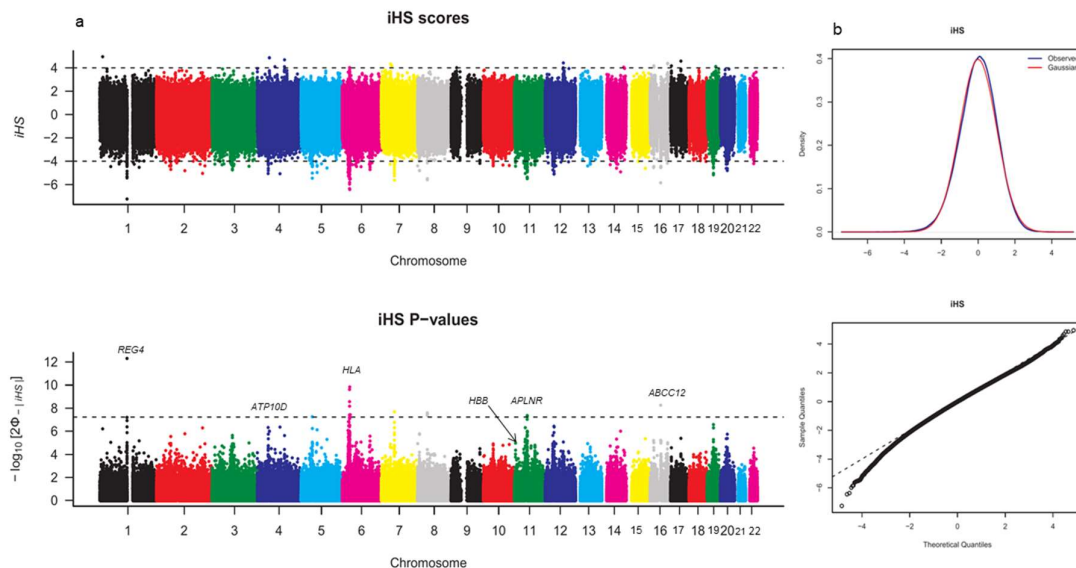 a
iHS scores
iHS
4
2
0
−2
−4
−6
1 2 3 4 5 6 7 8 9 10 11 12 13 14 15 16 17 18 19 20 21 22
Chromosome
iHS P−values
− log10 [2Φ−| iHS|]
12
10
8
6
4
2
0
REG4
ATP10D
HLA
HBB
APLNR
ABCC12
1 2 3 4 5 6 7 8 9 10 11 12 13 14 15 16 17 18 19 20 21 22
Chromosome
b
iHS
Density
0.4
0.3
0.2
0.1
0.0
Observed
Gaussian
−6 −4 −2 0 2 4
iHS
Sample Quantiles
4
2
0
−2
−4
−6
−4 −2 0 2 4
Theoretical Quantiles